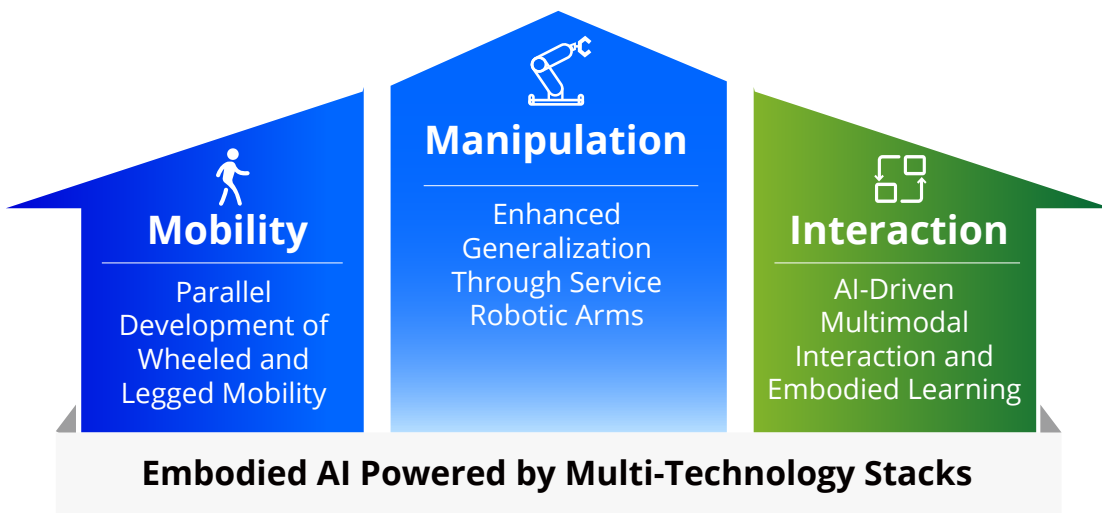 Mobility
Parallel
Development of
Wheeled and
Legged Mobility
Manipulation
Enhanced
Generalization
Through Service
Robotic Arms
Interaction
AI-Driven
Multimodal
Interaction and
Embodied Learning
Embodied AI Powered by Multi-Technology Stacks